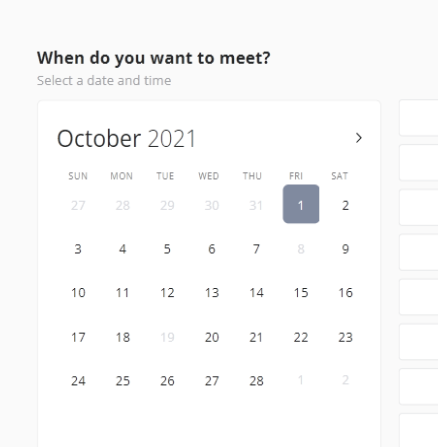 When do you want to meet?
Select a date and time
October 2021
SUN MON TUE WED THU FRI SAT
27 28 29 30 31 1 2
3 4 5 6 7 8 9
10 11 12 13 14 15 16
17 18 19 20 21 22 23
24 25 26 27 28 1 2